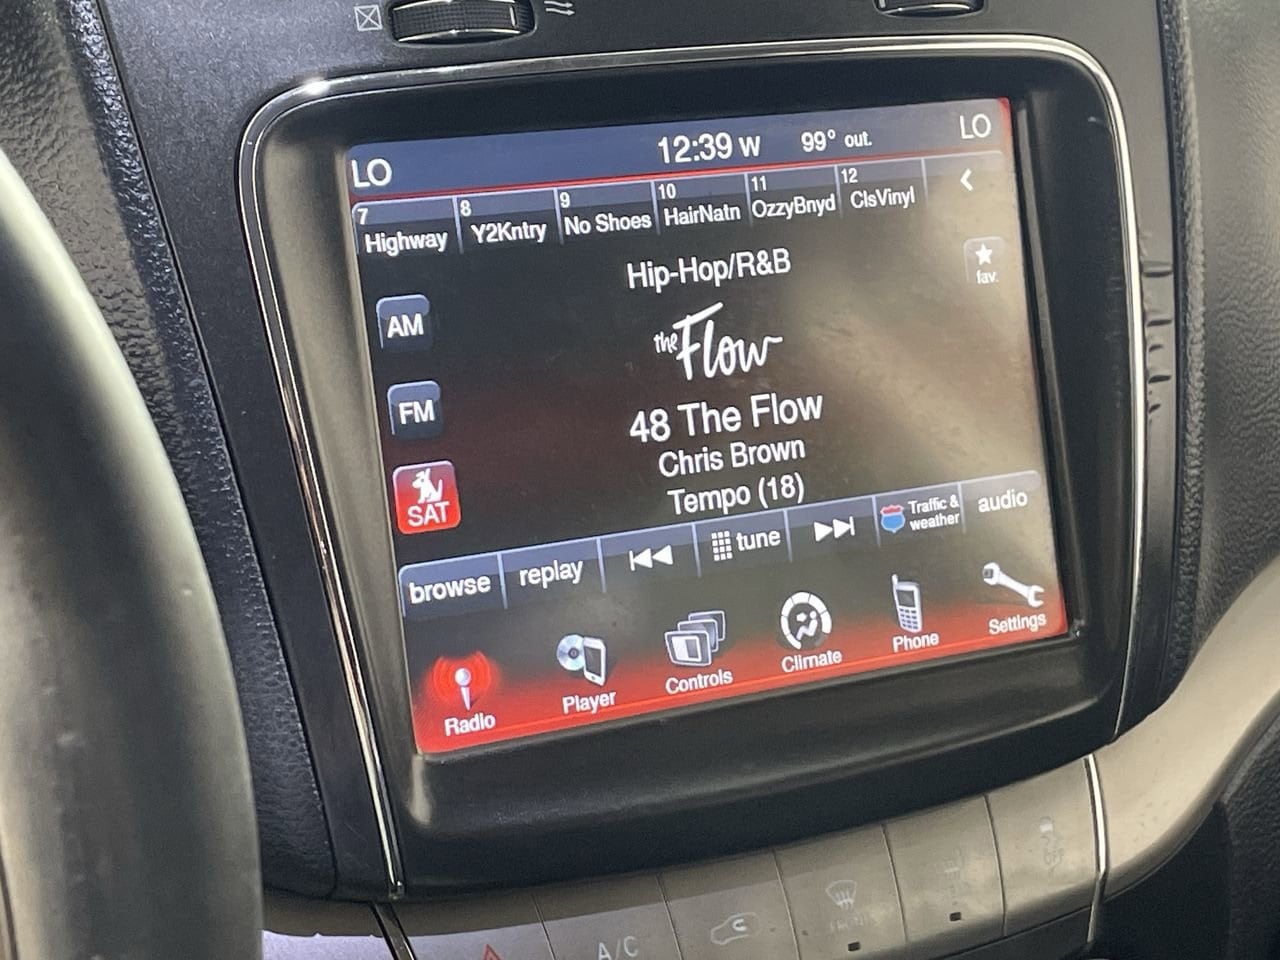 LO 12:39 W 99° out. LO
7 Highway
8 Y2Kntry
9 No Shoes
10 HairNatn
11 OzzyBnyd
12 ClsVinyl
Hip-Hop/R&B
fav.
the Flow
AM
FM
SAT
48 The Flow
Chris Brown
Tempo (18)
browse
replay
tune
Traffic &
weather
audio
Radio
Player
Controls
Climate
Phone
Settings
A/C
FRONT